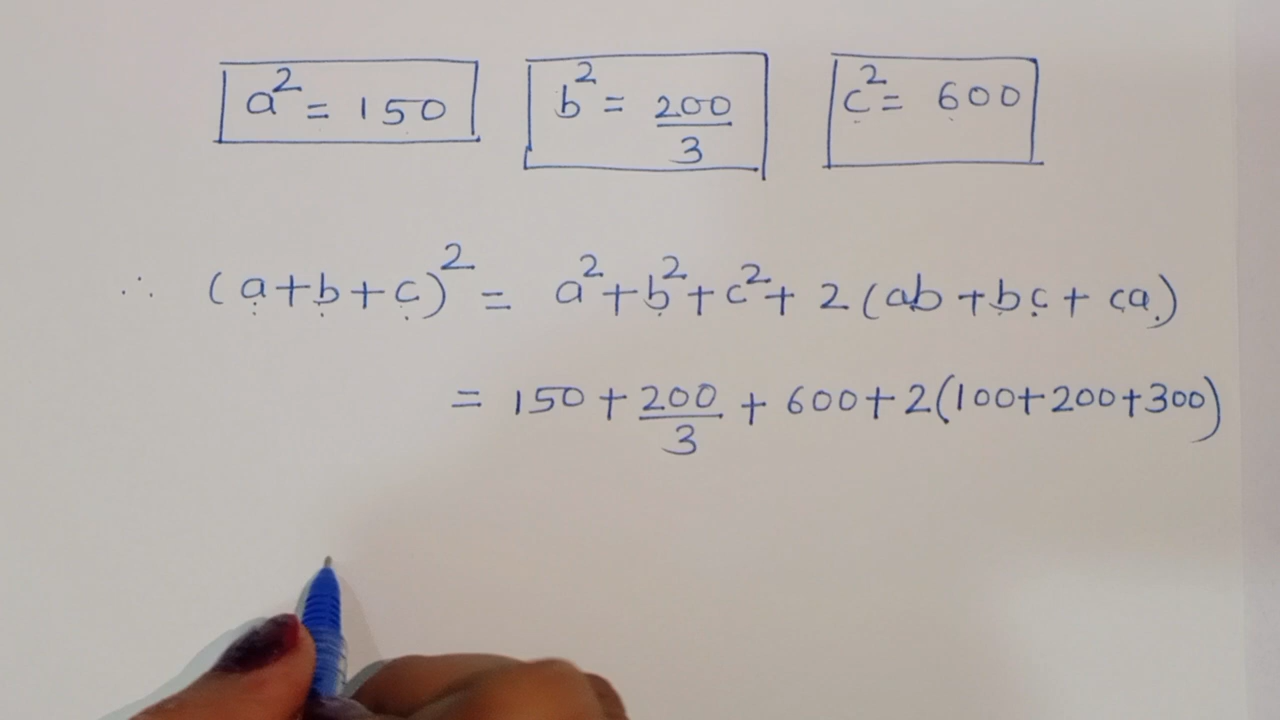 a² = 150 b² = 200/3 c² = 600
∴ (a+b+c)² = a²+b²+c²+ 2(ab+bc+ ca)
= 150 + 200/3 + 600+2(100+200+300)